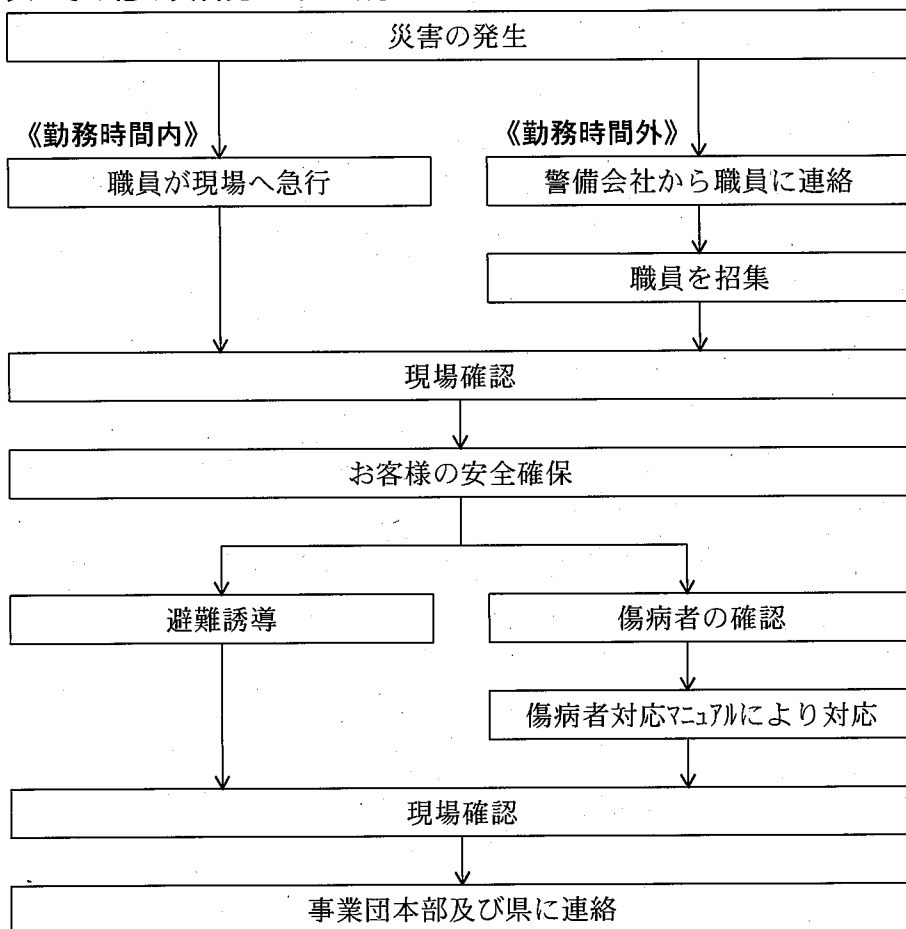 災害の発生
《勤務時間内》
《勤務時間外》
職員が現場へ急行
警備会社から職員に連絡
職員を招集
現場確認
お客様の安全確保
避難誘導
傷病者の確認
傷病者対応ﾏﾆｭｱﾙにより対応
現場確認
事業団本部及び県に連絡